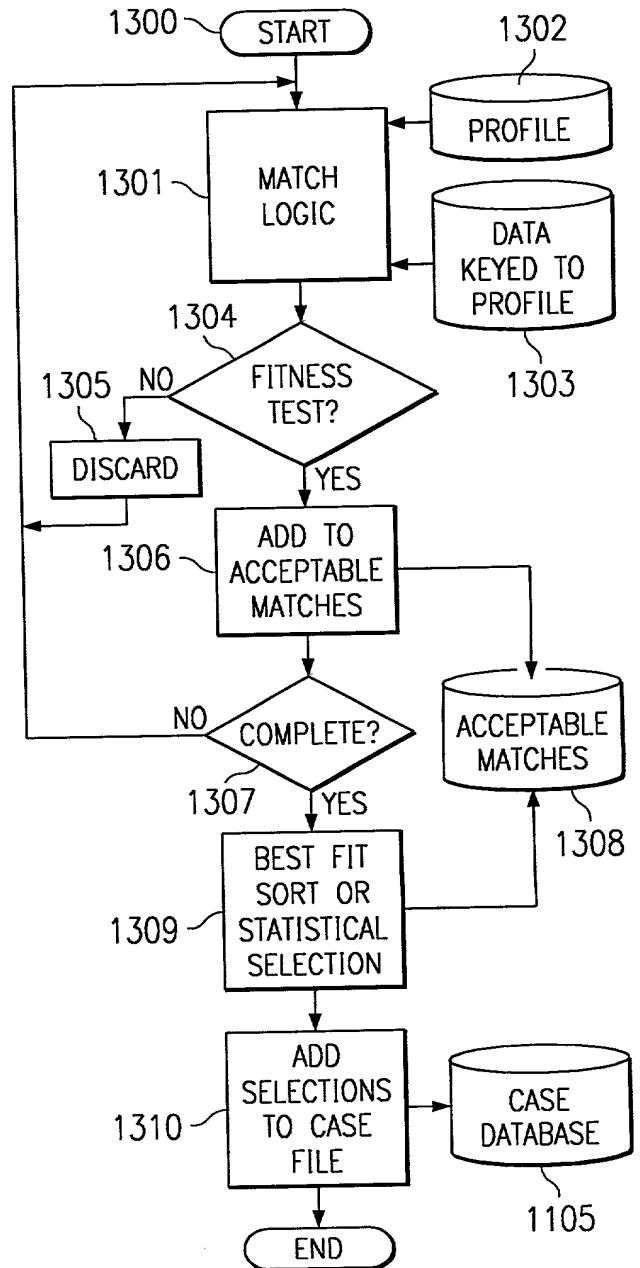 1300
START
1302
PROFILE
1301
MATCH
LOGIC
DATA
KEYED TO
PROFILE
1303
1304
FITNESS
TEST?
NO
1305
DISCARD
YES
1306
ADD TO
ACCEPTABLE
MATCHES
NO
COMPLETE?
1307
YES
ACCEPTABLE
MATCHES
1308
BEST FIT
SORT OR
STATISTICAL
SELECTION
1309
ADD
SELECTIONS
TO CASE
FILE
1310
CASE
DATABASE
1105
END